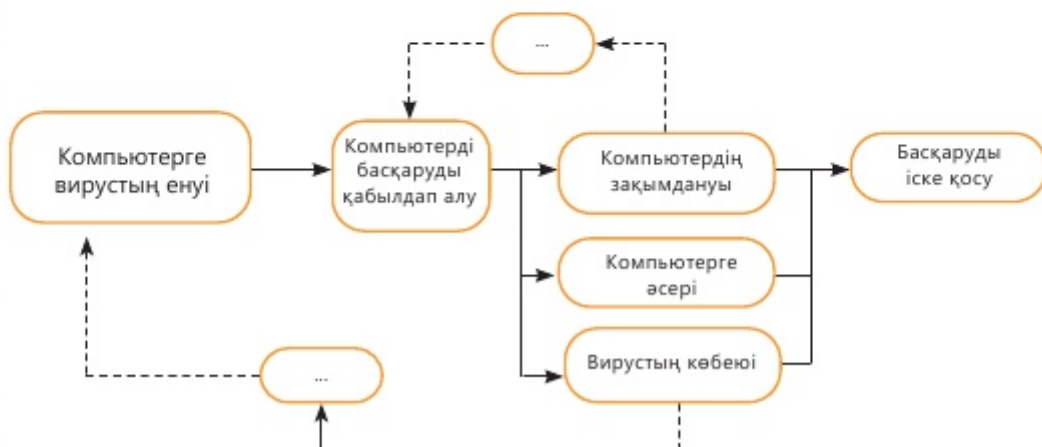 ...
Компьютерге
вирустың енуі
Компьютерді
басқаруды
қабылдап алу
Компьютердің
зақымдануы
Басқаруды
іске қосу
Компьютерге
әсері
Вирустың көбеюі
...